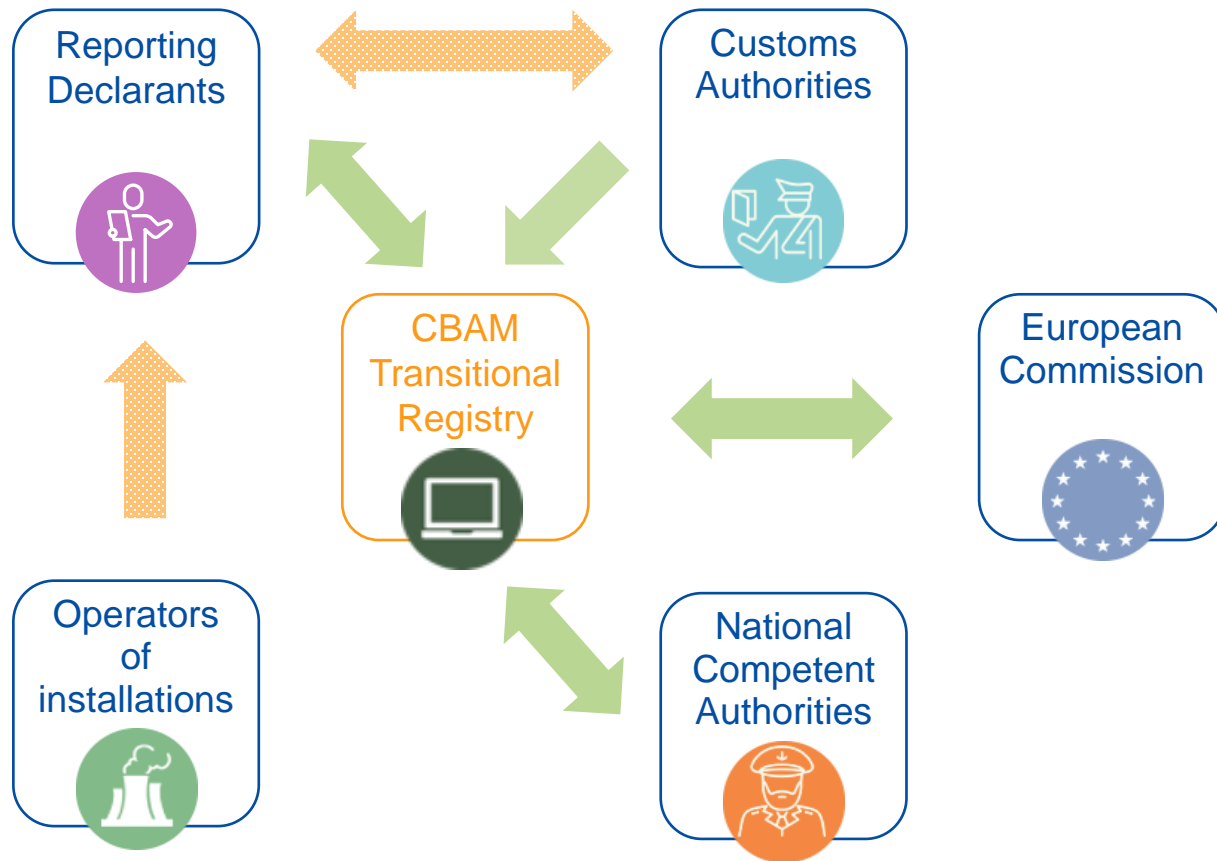 Reporting
Declarants
Customs
Authorities
CBAM
Transitional
Registry
European
Commission
Operators
of
installations
National
Competent
Authorities